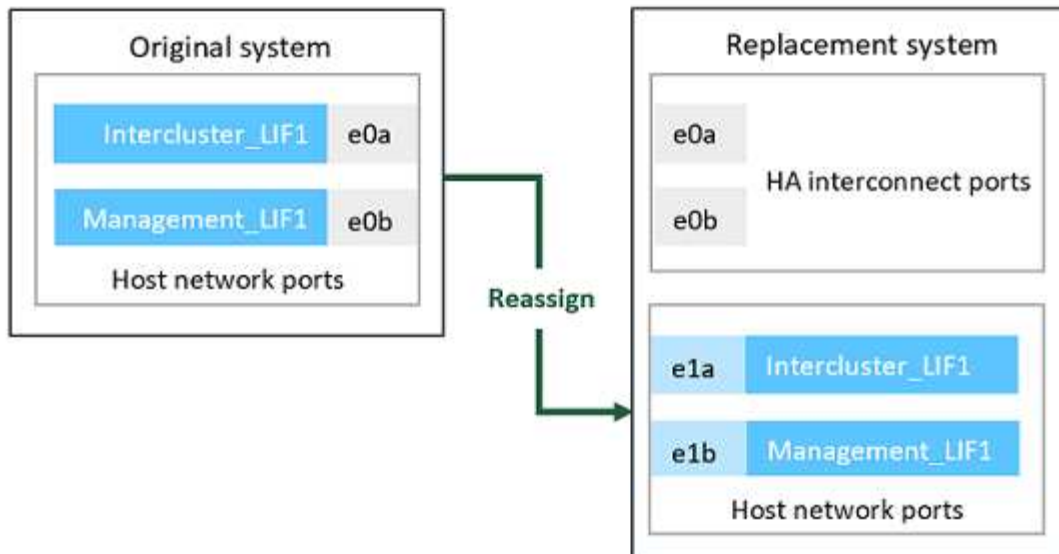 Original system
Intercluster_LIF1 e0a
Management_LIF1 e0b
Host network ports
Reassign
Replacement system
e0a
HA interconnect ports
e0b
e1a Intercluster_LIF1
e1b Management_LIF1
Host network ports